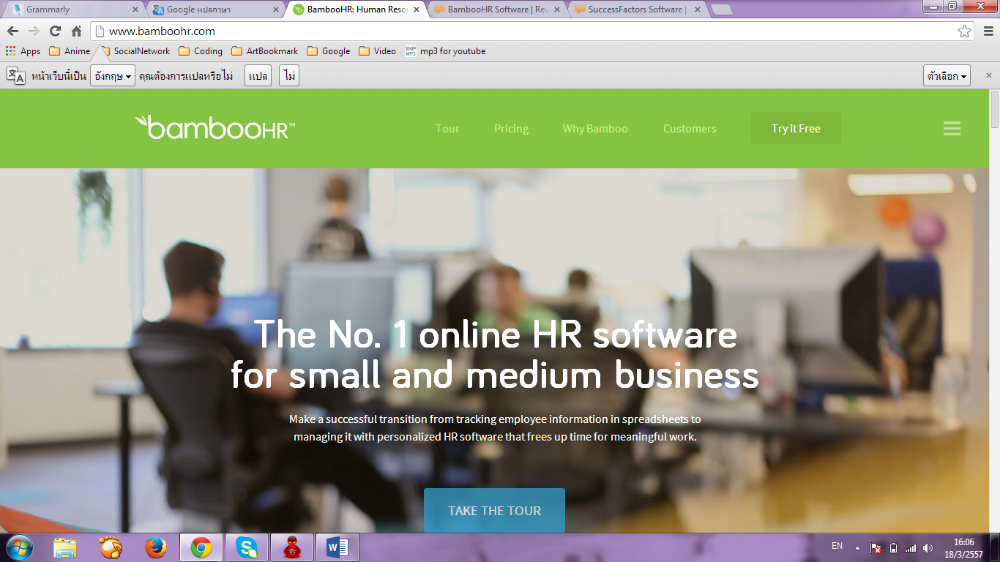 Grammarly
Google แปลภาษา
BambooHR: Human Reso
BambooHR Software | Rev
SuccessFactors Software |
www.bamboohr.com
Apps
Anime
SocialNetwork
Coding
ArtBookmark
Google
Video
SNIP MP3
mp3 for youtube
หน้าเว็บนี้เป็น อังกฤษ คุณต้องการแปลหรือไม่ แปล ไม่ ตัวเลือก
bambooHR™
Tour
Pricing
Why Bamboo
Customers
Try it Free
The No. 1 online HR software
for small and medium business
Make a successful transition from tracking employee information in spreadsheets to
managing it with personalized HR software that frees up time for meaningful work.
TAKE THE TOUR
EN
16:06
18/3/2557